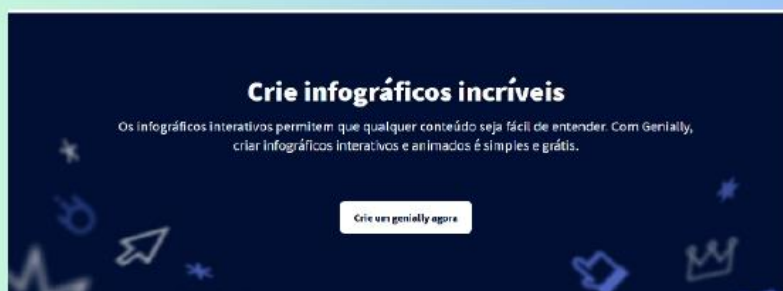 Crie infográficos incríveis
Os infográficos interativos permitem que qualquer conteúdo seja fácil de entender. Com Genially,
criar infográficos interativos e animados é simples e grátis.
Crie um genially agora